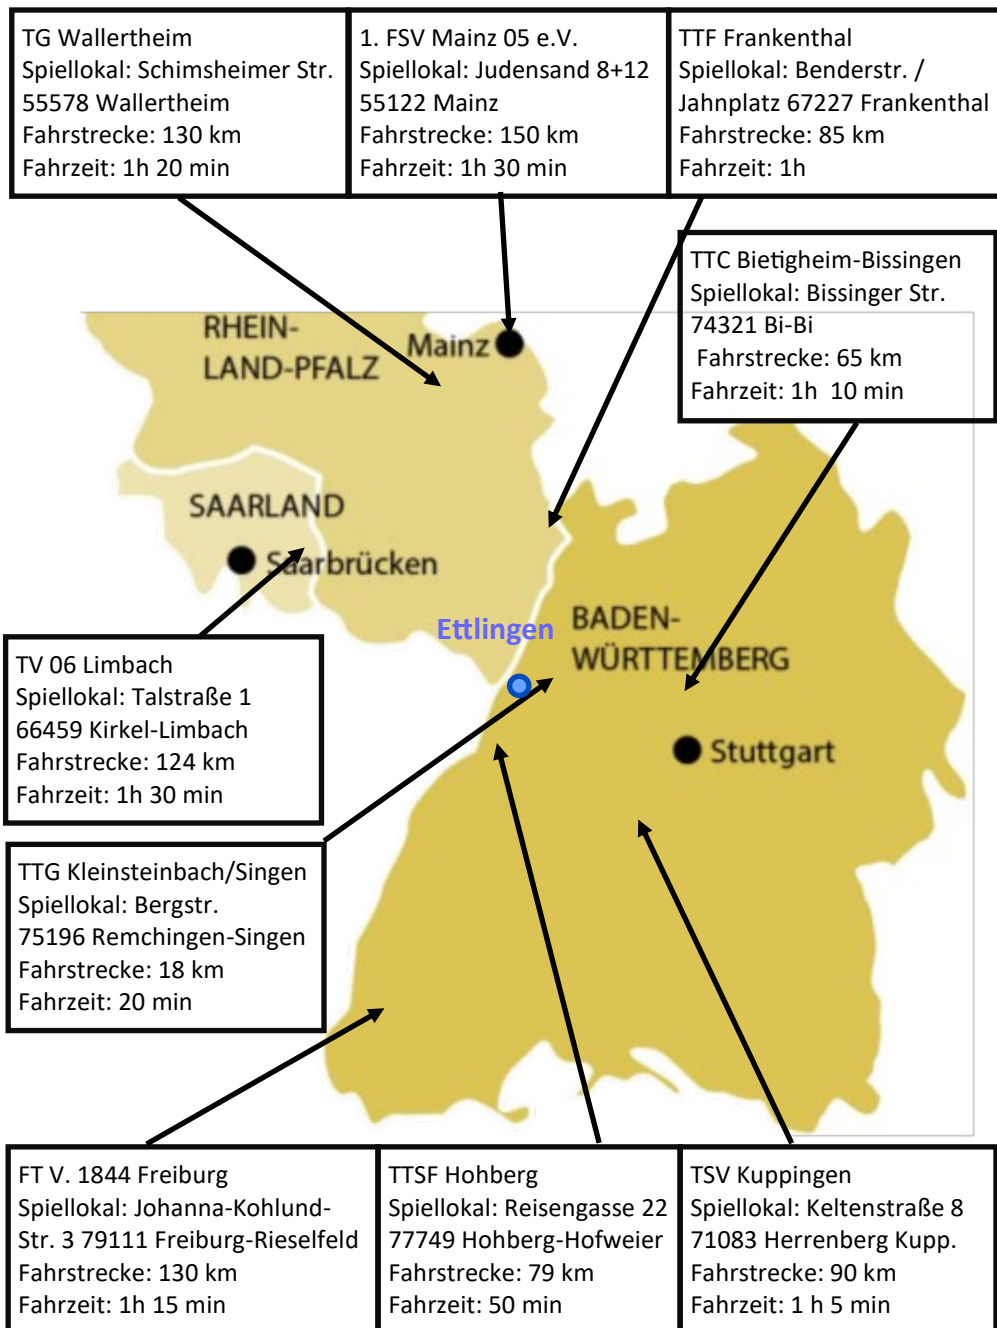 TG Wallertheim
Spiellokal: Schimsheimer Str.
55578 Wallertheim
Fahrstrecke: 130 km
Fahrzeit: 1h 20 min
1. FSV Mainz 05 e.V.
Spiellokal: Judensand 8+12
55122 Mainz
Fahrstrecke: 150 km
Fahrzeit: 1h 30 min
TTF Frankenthal
Spiellokal: Benderstr. /
Jahnplatz 67227 Frankenthal
Fahrstrecke: 85 km
Fahrzeit: 1h
TTC Bietigheim-Bissingen
Spiellokal: Bissinger Str.
74321 Bi-Bi
Fahrstrecke: 65 km
Fahrzeit: 1h 10 min
RHEIN-
LAND-PFALZ
Mainz
SAARLAND
Saarbrücken
Ettlingen
BADEN-
WÜRTTEMBERG
Stuttgart
TV 06 Limbach
Spiellokal: Talstraße 1
66459 Kirkel-Limbach
Fahrstrecke: 124 km
Fahrzeit: 1h 30 min
TTG Kleinsteinbach/Singen
Spiellokal: Bergstr.
75196 Remchingen-Singen
Fahrstrecke: 18 km
Fahrzeit: 20 min
FT V. 1844 Freiburg
Spiellokal: Johanna-Kohlund-
Str. 3 79111 Freiburg-Rieselfeld
Fahrstrecke: 130 km
Fahrzeit: 1h 15 min
TTSF Hohberg
Spiellokal: Reisengasse 22
77749 Hohberg-Hofweier
Fahrstrecke: 79 km
Fahrzeit: 50 min
TSV Kuppingen
Spiellokal: Keltenstraße 8
71083 Herrenberg Kupp.
Fahrstrecke: 90 km
Fahrzeit: 1 h 5 min